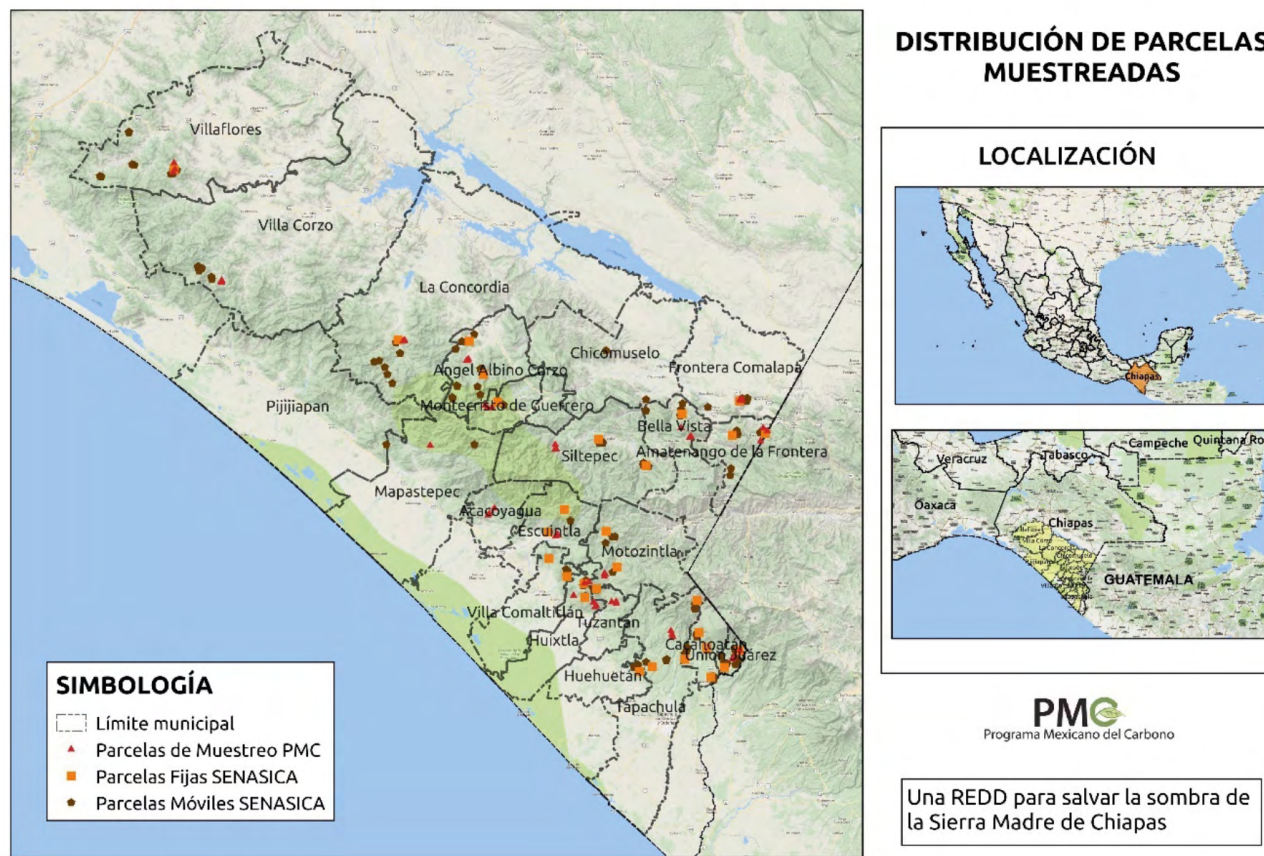 DISTRIBUCIÓN DE PARCELAS
MUESTREADAS
Villaflores
Villa Corzo
La Concordia
Chicomuselo
Frontera Comalapa
Angel Albino Corzo
Montecristo de Guerrero
Pijijiapan
Bella Vista
Siltepec
Amatenango de la Frontera
Mapastepec
Acacoyagua
Escuintla
Motozintla
Villa Comaltitlán
Tuzantán
Huixtla
Cacahoatán
Unión Juárez
Huehuetán
Tapachula
SIMBOLOGÍA
Límite municipal
Parcelas de Muestreo PMC
Parcelas Fijas SENASICA
Parcelas Móviles SENASICA
LOCALIZACIÓN
Chiapas
Campeche
Quintana Ro
Veracruz
Tabasco
Oaxaca
Chiapas
GUATEMALA
PMC
Programa Mexicano del Carbono
Una REDD para salvar la sombra de
la Sierra Madre de Chiapas